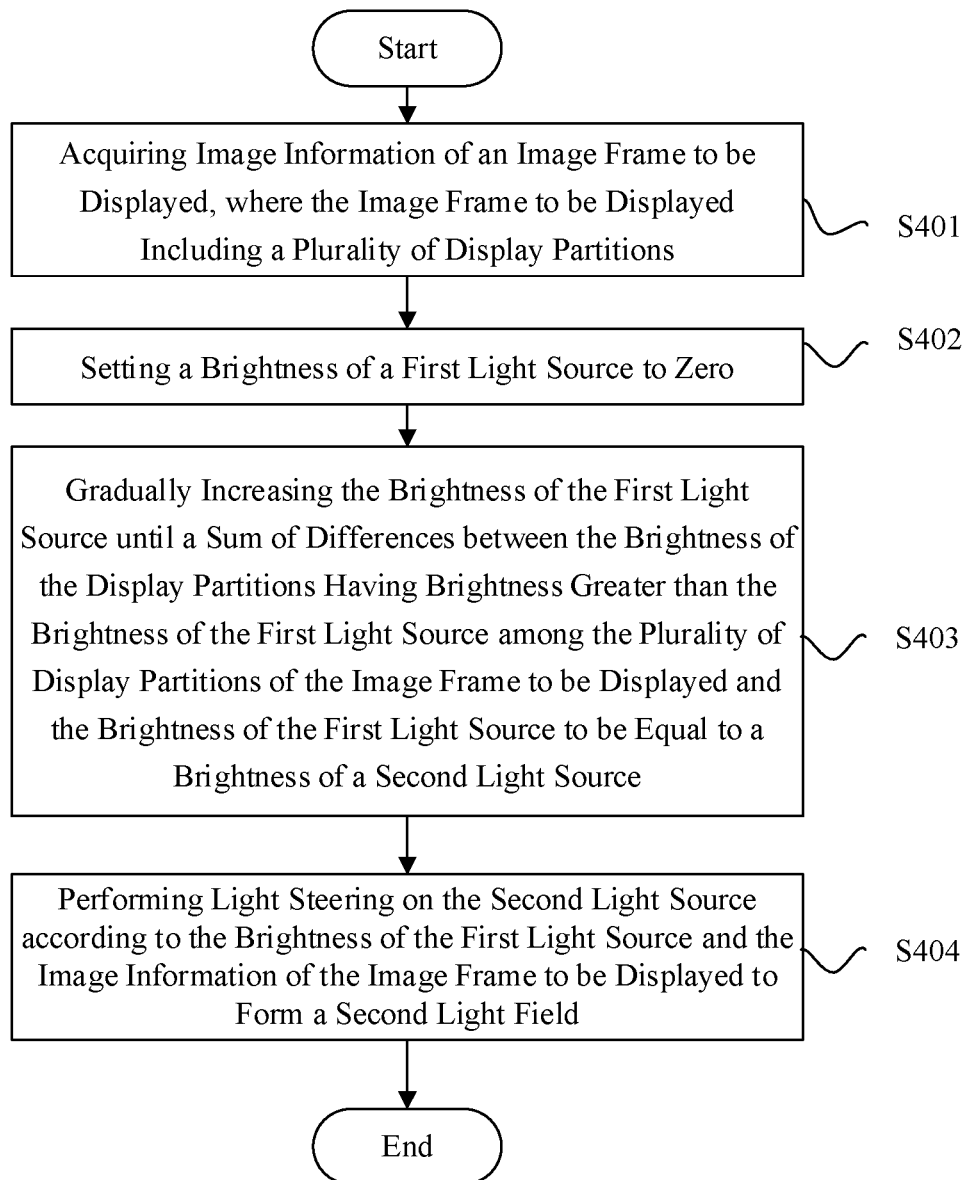 Start
Acquiring Image Information of an Image Frame to be
Displayed, where the Image Frame to be Displayed
Including a Plurality of Display Partitions
S401
Setting a Brightness of a First Light Source to Zero
S402
Gradually Increasing the Brightness of the First Light
Source until a Sum of Differences between the Brightness of
the Display Partitions Having Brightness Greater than the
Brightness of the First Light Source among the Plurality of
Display Partitions of the Image Frame to be Displayed and
the Brightness of the First Light Source to be Equal to a
Brightness of a Second Light Source
S403
Performing Light Steering on the Second Light Source
according to the Brightness of the First Light Source and the
Image Information of the Image Frame to be Displayed to
Form a Second Light Field
S404
End